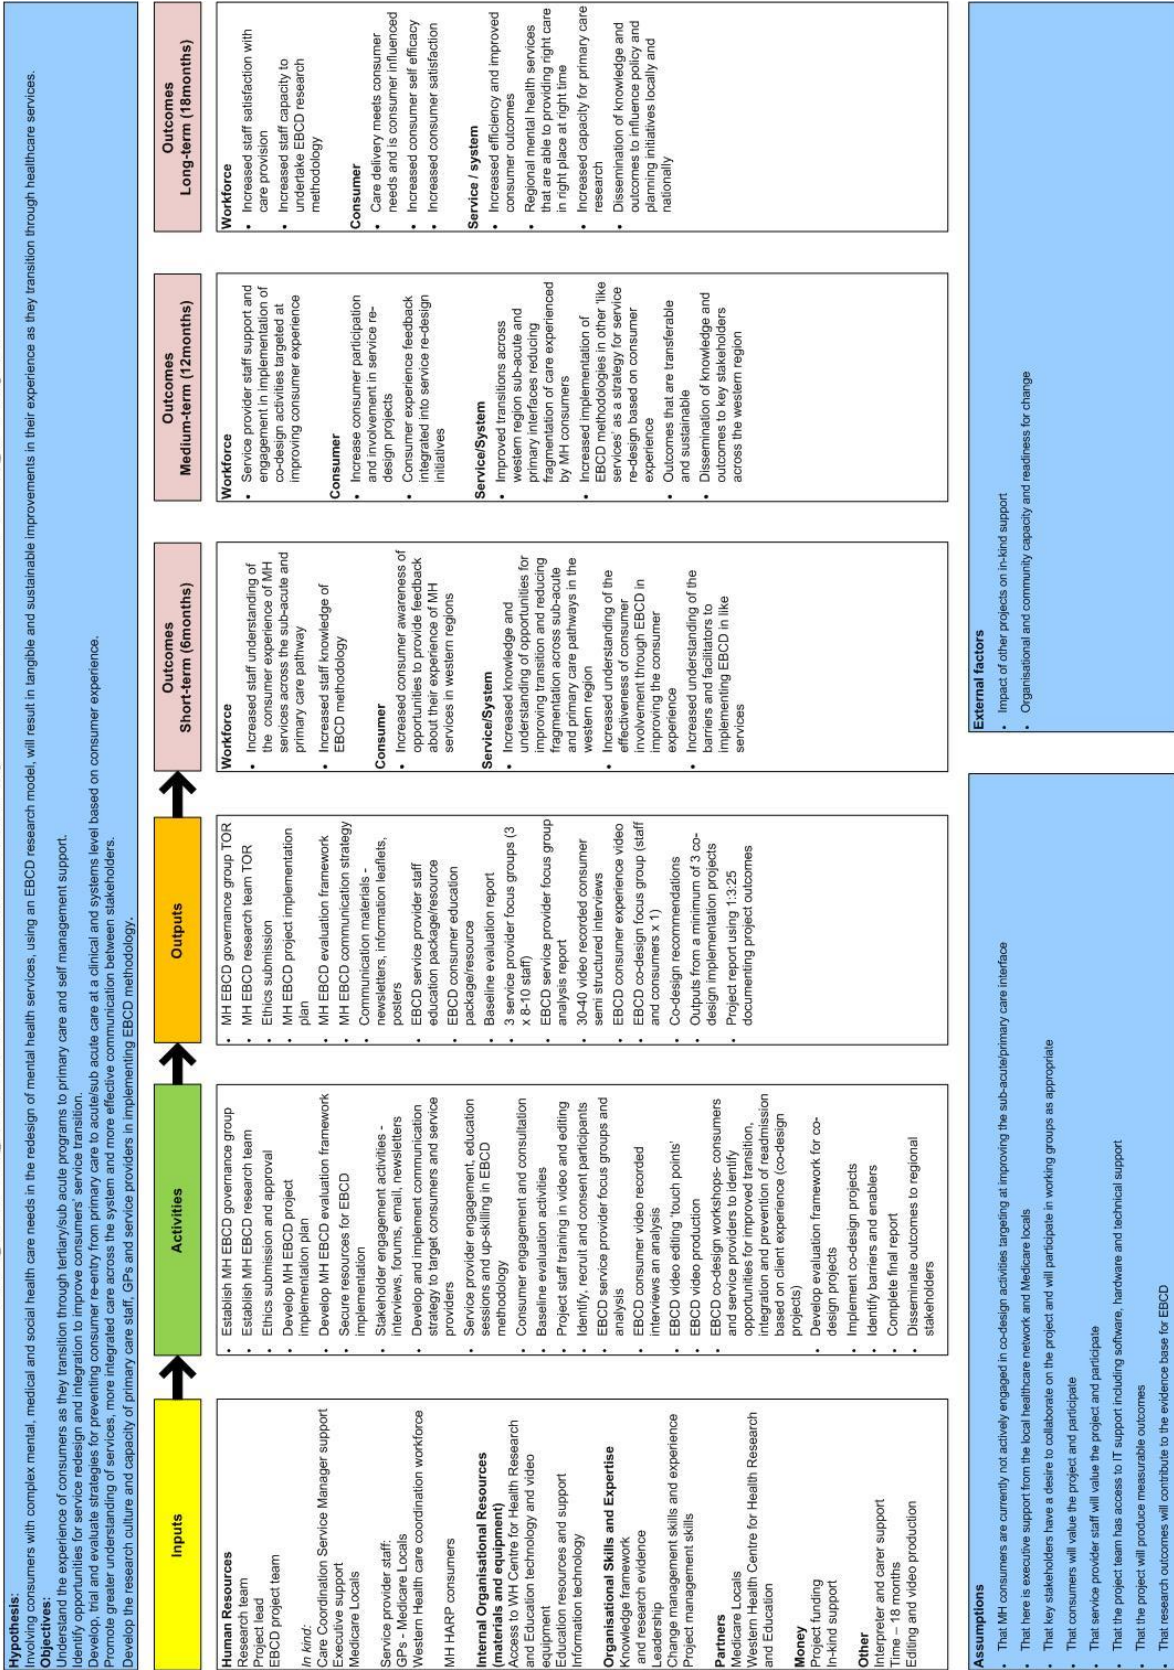 Hypothesis:
Involving consumers with complex mental, medical and social health care needs in the redesign of mental health services, using an EBCD research model, will result in tangible and sustainable improvements in their experience as they transition through healthcare services.
Objectives:
Understand the experience of consumers as they transition through tertiary/sub acute programs to primary care and self management support.
Identify opportunities for service redesign and integration to improve consumers' service transition.
Develop, trial and evaluate strategies for preventing consumer re-entry from primary care to acute/sub acute care at a clinical and systems level based on consumer experience.
Promote greater understanding of services, more integrated care across the system and more effective communication between stakeholders.
Develop the research culture and capacity of primary care staff, GPs and service providers in implementing EBCD methodology.
Inputs
Human Resources
Research team
Project lead
EBCD project team
In kind:
Care Coordination Service Manager support
Executive support
Medicare Locals
Service provider staff:
GPs - Medicare Locals
Western Health care coordination workforce
MH HARP consumers
Internal Organisational Resources
(materials and equipment)
Access to WH Centre for Health Research
and Education technology and video
equipment
Education resources and support
Information technology
Organisational Skills and Expertise
Knowledge framework
and research evidence
Leadership
Change management skills and experience
Project management skills
Partners
Medicare Locals
Western Health Centre for Health Research
and Education
Money
Project funding
In-kind support
Other
Interpreter and carer support
Time – 18 months
Editing and video production
Activities
• Establish MH EBCD governance group
• Establish MH EBCD research team
• Ethics submission and approval
• Develop MH EBCD project
implementation plan
• Develop MH EBCD evaluation framework
• Secure resources for EBCD
implementation
• Stakeholder engagement activities -
interviews, forums, email, newsletters
• Develop and implement communication
strategy to target consumers and service
providers
• Service provider engagement, education
sessions and up-skilling in EBCD
methodology
• Consumer engagement and consultation
• Baseline evaluation activities
• Project staff training in video and editing
• Identify, recruit and consent participants
• EBCD service provider focus groups and
analysis
• EBCD consumer video recorded
interviews an analysis
• EBCD video editing 'touch points'
• EBCD video production
• EBCD co-design workshops- consumers
and service providers to identify
opportunities for improved transition,
integration and prevention of readmission
based on client experience (co-design
projects)
• Develop evaluation framework for co-
design projects
• Implement co-design projects
• Identify barriers and enablers
• Complete final report
• Disseminate outcomes to regional
stakeholders
Outputs
• MH EBCD governance group TOR
• MH EBCD research team TOR
• Ethics submission
• MH EBCD project implementation
plan
• MH EBCD evaluation framework
• MH EBCD communication strategy
• Communication materials -
newsletters, information leaflets,
posters
• EBCD service provider staff
education package/resource
• EBCD consumer education
package/resource
• Baseline evaluation report
• 3 service provider focus groups (3
x 8-10 staff)
• EBCD service provider focus group
analysis report
• 30-40 video recorded consumer
semi structured interviews
• EBCD consumer experience video
• EBCD co-design focus group (staff
and consumers x 1)
• Co-design recommendations
• Outputs from a minimum of 3 co-
design implementation projects
• Project report using 1:3:25
documenting project outcomes
Outcomes
Short-term (6months)
Workforce
• Increased staff understanding of
the consumer experience of MH
services across the sub-acute and
primary care pathway
• Increased staff knowledge of
EBCD methodology
Consumer
• Increased consumer awareness of
opportunities to provide feedback
about their experience of MH
services in western regions
Service/System
• Increased knowledge and
understanding of opportunities for
improving transition and reducing
fragmentation across sub-acute
and primary care pathways in the
western region
• Increased understanding of the
effectiveness of consumer
involvement through EBCD in
improving the consumer
experience
• Increased understanding of the
barriers and facilitators to
implementing EBCD in like
services
Outcomes
Medium-term (12months)
Workforce
• Service provider staff support and
engagement in implementation of
co-design activities targeted at
improving consumer experience
Consumer
• Increase consumer participation
and involvement in service re-
design projects
• Consumer experience feedback
integrated into service re-design
initiatives
Service/System
• Improved transitions across
western region sub-acute and
primary interfaces reducing
fragmentation of care experienced
by MH consumers
• Increased implementation of
EBCD methodologies in other 'like
services' as a strategy for service
re-design based on consumer
experience
• Outcomes that are transferable
and sustainable
• Dissemination of knowledge and
outcomes to key stakeholders
across the western region
Outcomes
Long-term (18months)
Workforce
• Increased staff satisfaction with
care provision
• Increased staff capacity to
undertake EBCD research
methodology
Consumer
• Care delivery meets consumer
needs and is consumer influenced
• Increased consumer self efficacy
• Increased consumer satisfaction
Service / system
• Increased efficiency and improved
consumer outcomes
• Regional mental health services
that are able to providing right care
in right place at right time
• Increased capacity for primary care
research
• Dissemination of knowledge and
outcomes to influence policy and
planning initiatives locally and
nationally
Assumptions
• That MH consumers are currently not actively engaged in co-design activities targeting at improving the sub-acute/primary care interface
• That here is executive support from the local healthcare network and Medicare locals
• That key stakeholders have a desire to collaborate on the project and will participate in working groups as appropriate
• That consumers will value the project and participate
• That service provider staff will value the project and participate
• That the project team has access to IT support including software, hardware and technical support
• That the project will produce measurable outcomes
• That research outcomes will contribute to the evidence base for EBCD
External factors
• Impact of other projects on in-kind support
• Organisational and community capacity and readiness for change